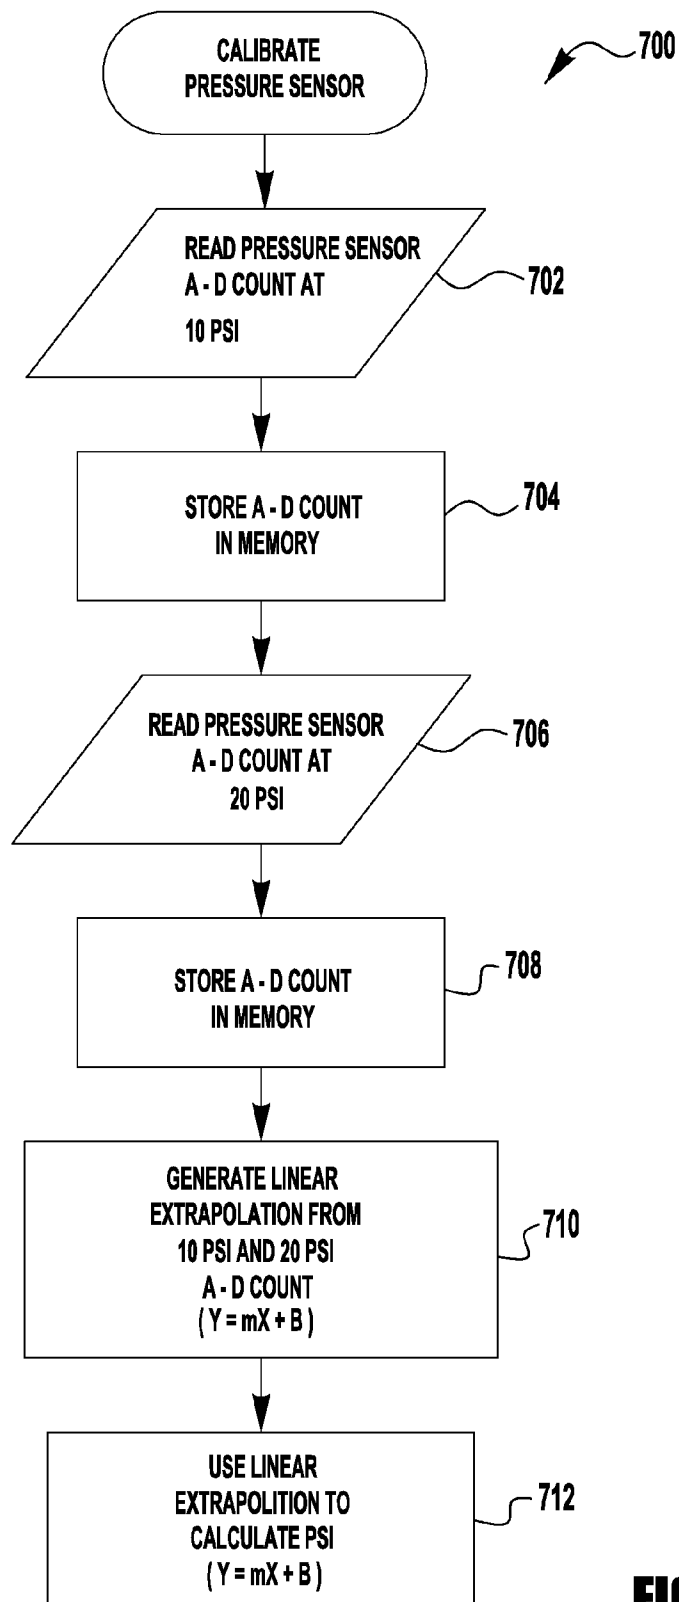 CALIBRATE
PRESSURE SENSOR
700
READ PRESSURE SENSOR
A - D COUNT AT
10 PSI
702
STORE A - D COUNT
IN MEMORY
704
READ PRESSURE SENSOR
A - D COUNT AT
20 PSI
706
STORE A - D COUNT
IN MEMORY
708
GENERATE LINEAR
EXTRAPOLATION FROM
10 PSI AND 20 PSI
A - D COUNT
( Y = mX + B )
710
USE LINEAR
EXTRAPOLITION TO
CALCULATE PSI
( Y = mX + B )
712